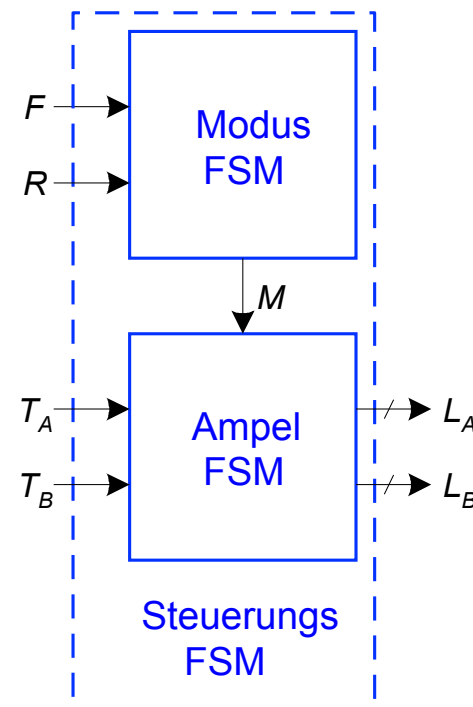 F
Modus
FSM
R
M
T_A
Ampel
FSM
L_A
T_B
L_B
Steuerungs
FSM